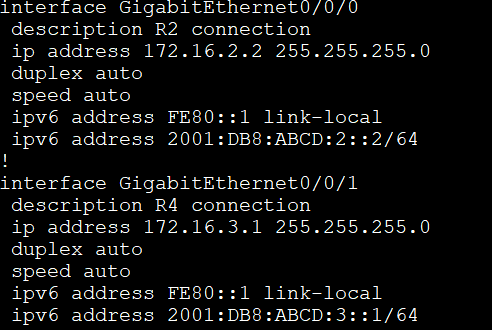 interface GigabitEthernet0/0/0
description R2 connection
ip address 172.16.2.2 255.255.255.0
duplex auto
speed auto
ipv6 address FE80::1 link-local
ipv6 address 2001:DB8:ABCD:2::2/64
!
interface GigabitEthernet0/0/1
description R4 connection
ip address 172.16.3.1 255.255.255.0
duplex auto
speed auto
ipv6 address FE80::1 link-local
ipv6 address 2001:DB8:ABCD:3::1/64